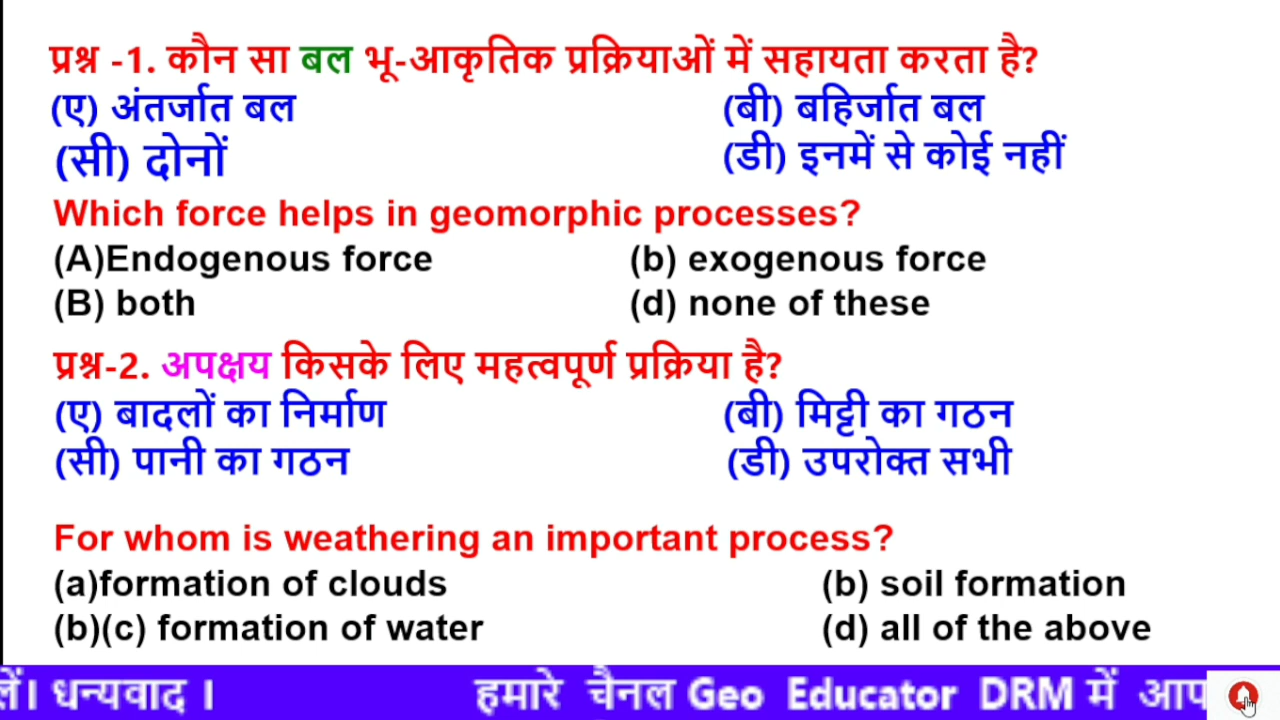 प्रश्न -1. कौन सा बल भू-आकृतिक प्रक्रियाओं में सहायता करता है?
(ए) अंतर्जात बल (बी) बहिर्जात बल
(सी) दोनों (डी) इनमें से कोई नहीं
Which force helps in geomorphic processes?
(A)Endogenous force (b) exogenous force
(B) both (d) none of these
प्रश्न-2. अपक्षय किसके लिए महत्वपूर्ण प्रक्रिया है?
(ए) बादलों का निर्माण (बी) मिट्टी का गठन
(सी) पानी का गठन (डी) उपरोक्त सभी
For whom is weathering an important process?
(a)formation of clouds (b) soil formation
(b)(c) formation of water (d) all of the above
लें। धन्यवाद । हमारे चैनल Geo Educator DRM में आप